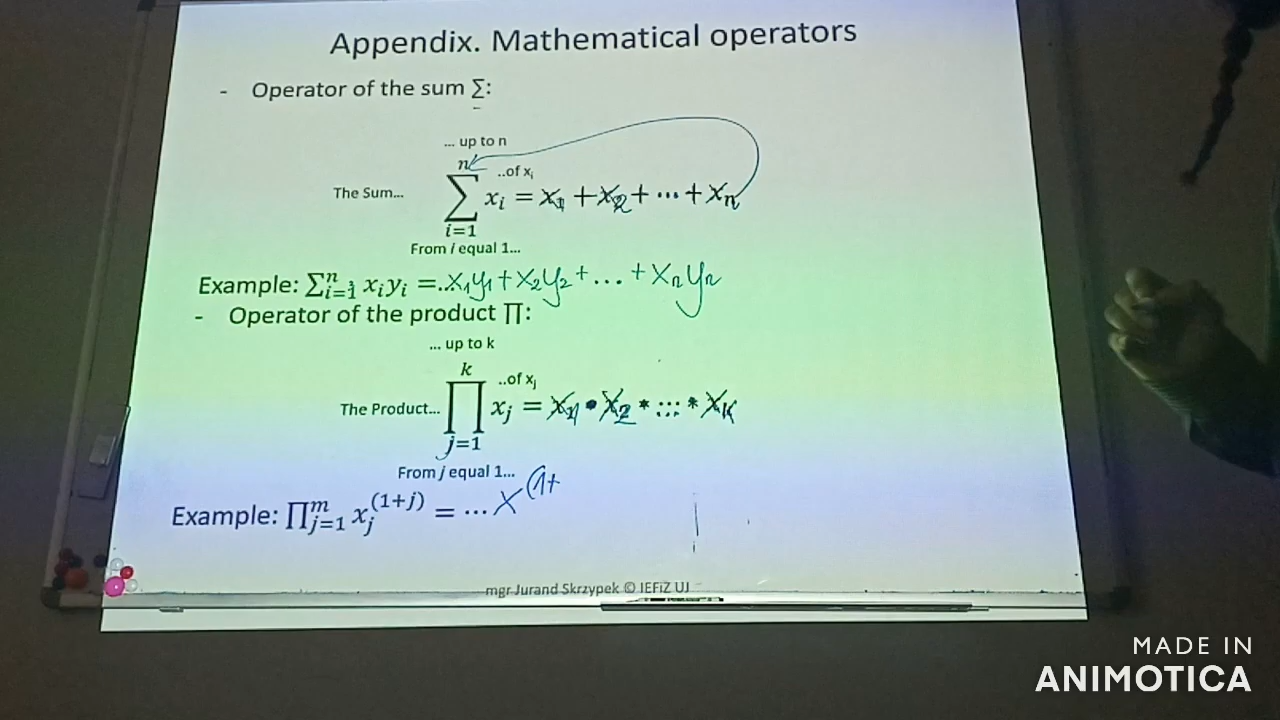 Appendix. Mathematical operators
- Operator of the sum ∑:
... up to n
n
..of xᵢ
The Sum... ∑ xᵢ = x₁ + x₂ + ... + xₙ
i=1
From i equal 1...
Example: ∑ⁿᵢ₌₁ xᵢyᵢ =..x₁y₁ + x₂y₂ + ... + xₙyₙ
- Operator of the product ∏:
... up to k
k
..of xⱼ
The Product... ∏ xⱼ = x₁ • x₂ * ... * xₖ
j=1
From j equal 1...
Example: ∏ᵐⱼ₌₁ xⱼ⁽¹⁺ʲ⁾ = ... x⁽¹⁺
mgr Jurand Skrzypek © IEFiZ UJ
MADE IN
ANIMOTICA